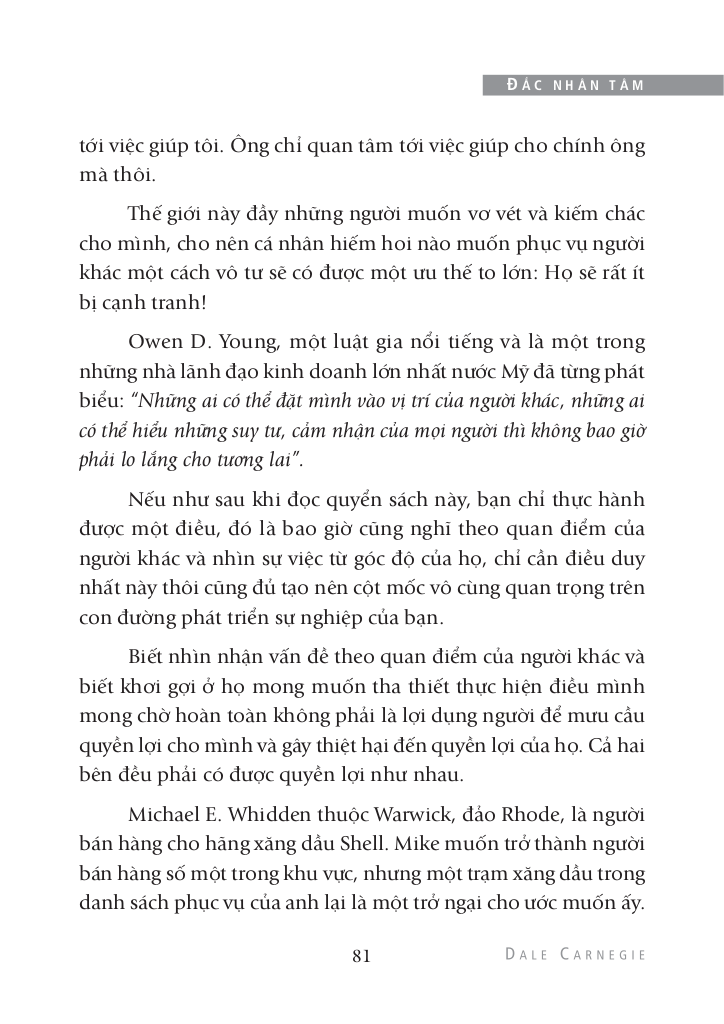 ĐẮC NHÂN TÂM
tới việc giúp tôi. Ông chỉ quan tâm tới việc giúp cho chính ông
mà thôi.
Thế giới này đầy những người muốn vơ vét và kiếm chác
cho mình, cho nên cá nhân hiếm hoi nào muốn phục vụ người
khác một cách vô tư sẽ có được một ưu thế to lớn: Họ sẽ rất ít
bị cạnh tranh!
Owen D. Young, một luật gia nổi tiếng và là một trong
những nhà lãnh đạo kinh doanh lớn nhất nước Mỹ đã từng phát
biểu: “Những ai có thể đặt mình vào vị trí của người khác, những ai
có thể hiểu những suy tư, cảm nhận của mọi người thì không bao giờ
phải lo lắng cho tương lai”.
Nếu như sau khi đọc quyển sách này, bạn chỉ thực hành
được một điều, đó là bao giờ cũng nghĩ theo quan điểm của
người khác và nhìn sự việc từ góc độ của họ, chỉ cần điều duy
nhất này thôi cũng đủ tạo nên cột mốc vô cùng quan trọng trên
con đường phát triển sự nghiệp của bạn.
Biết nhìn nhận vấn đề theo quan điểm của người khác và
biết khơi gợi ở họ mong muốn tha thiết thực hiện điều mình
mong chờ hoàn toàn không phải là lợi dụng người để mưu cầu
quyền lợi cho mình và gây thiệt hại đến quyền lợi của họ. Cả hai
bên đều phải có được quyền lợi như nhau.
Michael E. Whidden thuộc Warwick, đảo Rhode, là người
bán hàng cho hãng xăng dầu Shell. Mike muốn trở thành người
bán hàng số một trong khu vực, nhưng một trạm xăng dầu trong
danh sách phục vụ của anh lại là một trở ngại cho ước muốn ấy.
81
DALE CARNEGIE